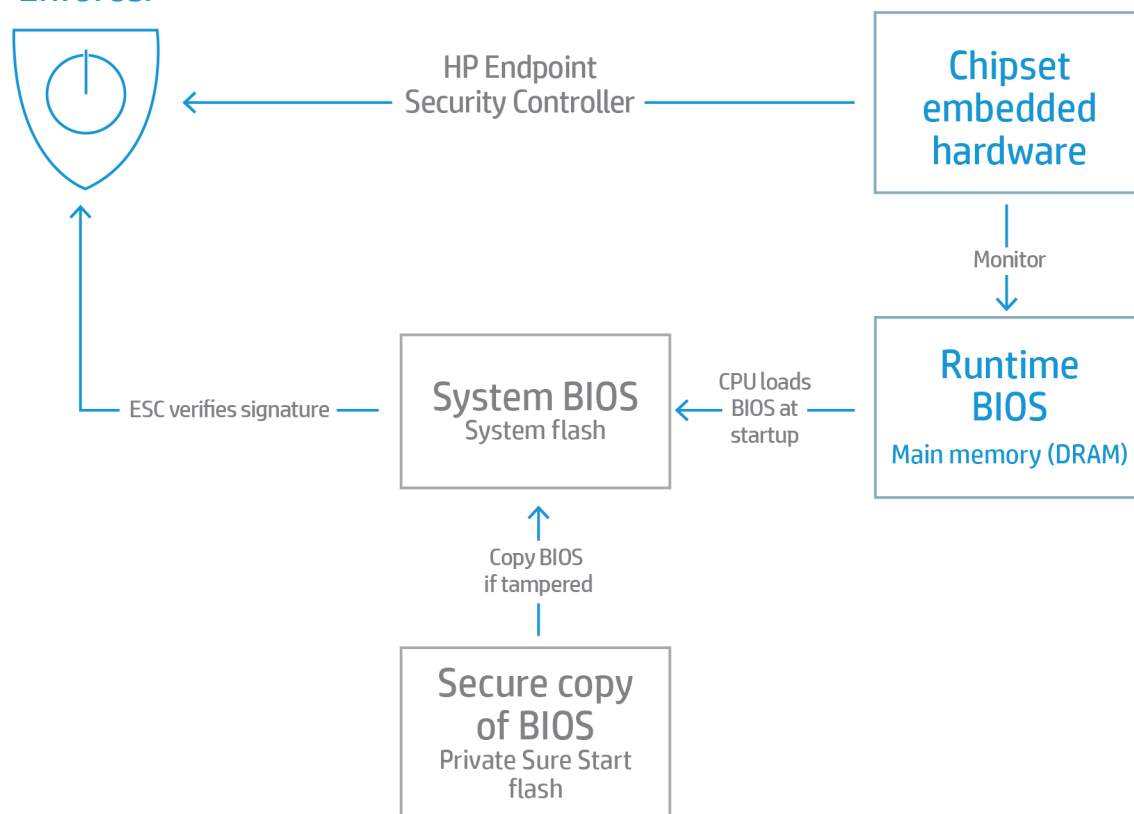 HP Endpoint
Security Controller
Chipset
embedded
hardware
Monitor
Runtime
BIOS
Main memory (DRAM)
CPU loads
BIOS at
startup
System BIOS
System flash
ESC verifies signature
Copy BIOS
if tampered
Secure copy
of BIOS
Private Sure Start
flash